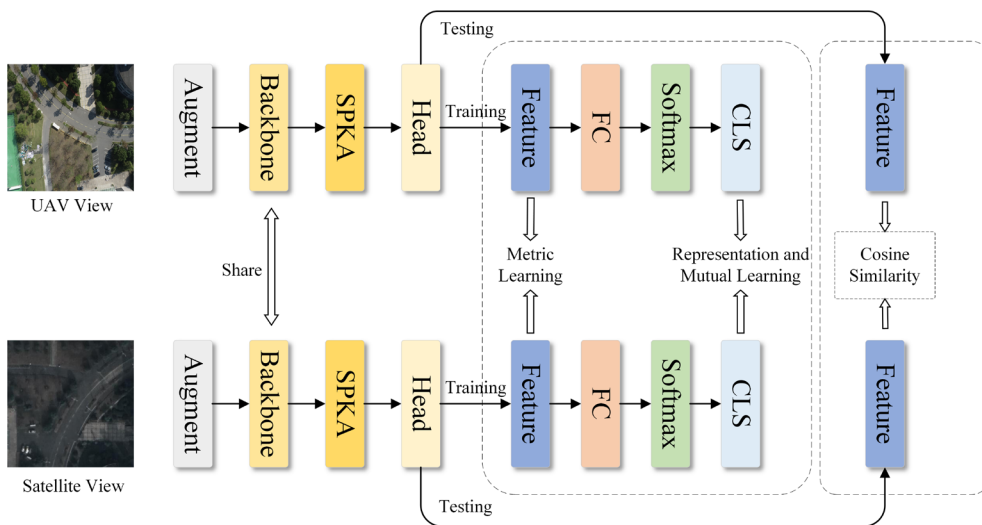 Testing
Augment
Backbone
SPKA
Head
Training
Feature
FC
Softmax
CLS
Feature
UAV View
Share
Metric
Learning
Representation and
Mutual Learning
Cosine
Similarity
Augment
Backbone
SPKA
Head
Training
Feature
FC
Softmax
CLS
Feature
Satellite View
Testing